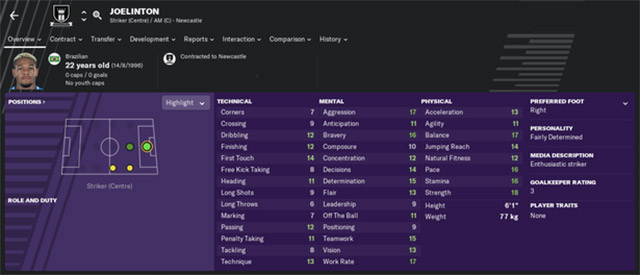 JOELINTON
Striker (Centre) / AM (C) - Newcastle
Overview Contract Transfer Development Reports Interaction Comparison History
Brazilian
22 years old (14/8/1996)
0 caps / 0 goals
No youth caps
Contracted to Newcastle
POSITIONS
Highlight
Striker (Centre)
ROLE AND DUTY
TECHNICAL
Corners 7
Crossing 9
Dribbling 12
Finishing 12
First Touch 14
Free Kick Taking 8
Heading 11
Long Shots 9
Long Throws 6
Marking 7
Passing 12
Penalty Taking 11
Tackling 8
Technique 13
MENTAL
Aggression 17
Anticipation 11
Bravery 16
Composure 10
Concentration 12
Decisions 14
Determination 15
Flair 13
Leadership 9
Off The Ball 11
Positioning 9
Teamwork 15
Vision 13
Work Rate 17
PHYSICAL
Acceleration 13
Agility 11
Balance 17
Jumping Reach 14
Natural Fitness 12
Pace 16
Stamina 16
Strength 18
Height 6'1"
Weight 77 kg
PREFERRED FOOT
Right
PERSONALITY
Fairly Determined
MEDIA DESCRIPTION
Enthusiastic striker
GOALKEEPER RATING
3
PLAYER TRAITS
None